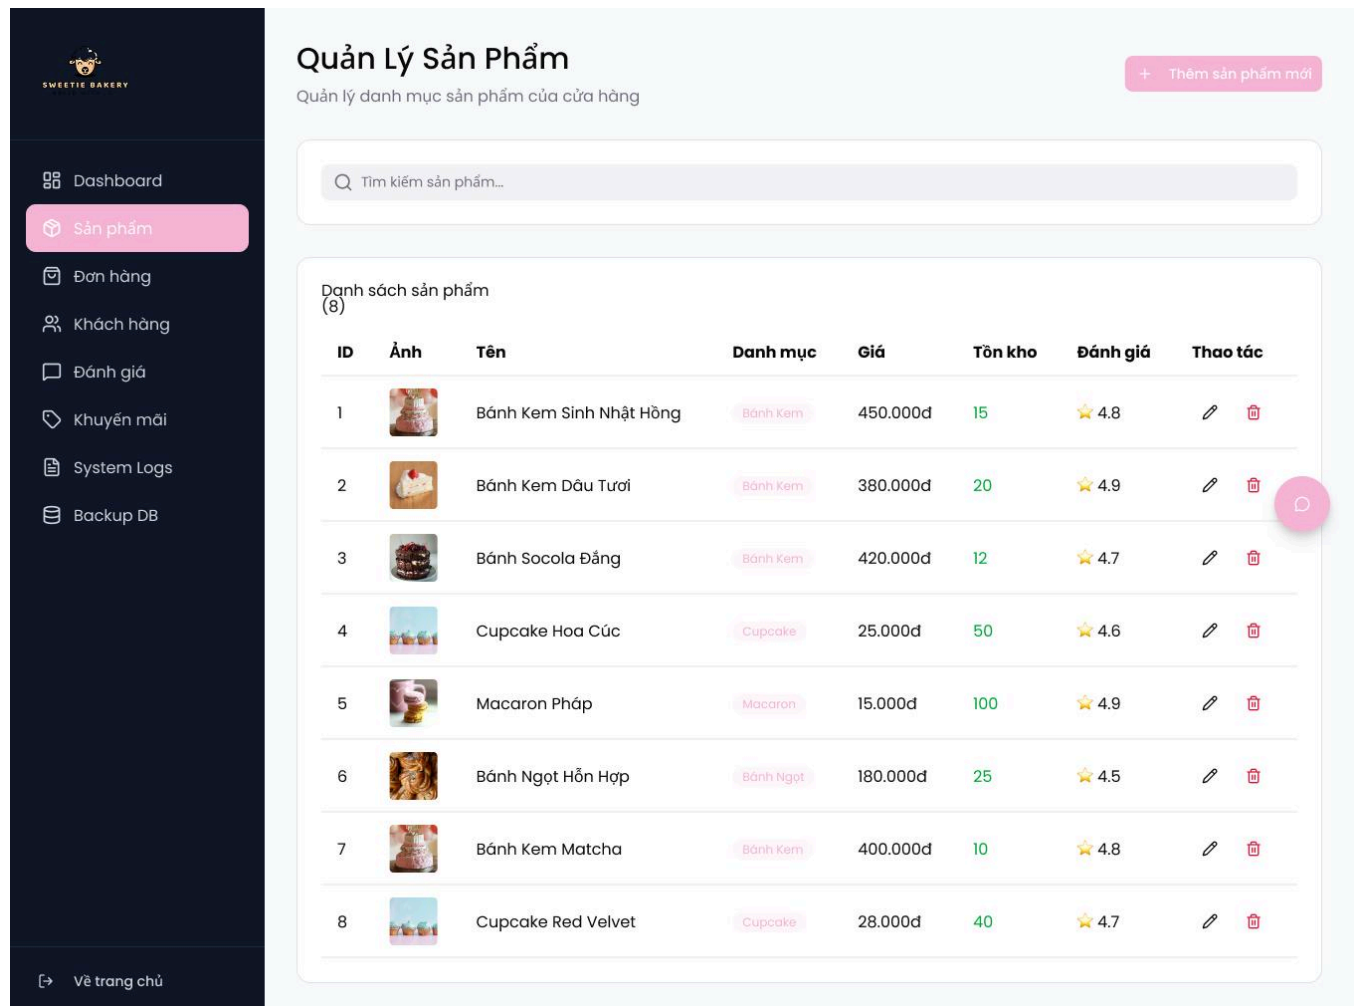 SWEETIE BAKERY
Dashboard
Sản phẩm
Đơn hàng
Khách hàng
Đánh giá
Khuyến mãi
System Logs
Backup DB
Về trang chủ
Quản Lý Sản Phẩm
Quản lý danh mục sản phẩm của cửa hàng
+ Thêm sản phẩm mới
Tìm kiếm sản phẩm...
Danh sách sản phẩm
(8)
ID Ảnh Tên Danh mục Giá Tồn kho Đánh giá Thao tác
1 Bánh Kem Sinh Nhật Hồng Bánh Kem 450.000đ 15 ⭐ 4.8
2 Bánh Kem Dâu Tươi Bánh Kem 380.000đ 20 ⭐ 4.9
3 Bánh Socola Đắng Bánh Kem 420.000đ 12 ⭐ 4.7
4 Cupcake Hoa Cúc Cupcake 25.000đ 50 ⭐ 4.6
5 Macaron Pháp Macaron 15.000đ 100 ⭐ 4.9
6 Bánh Ngọt Hỗn Hợp Bánh Ngọt 180.000đ 25 ⭐ 4.5
7 Bánh Kem Matcha Bánh Kem 400.000đ 10 ⭐ 4.8
8 Cupcake Red Velvet Cupcake 28.000đ 40 ⭐ 4.7